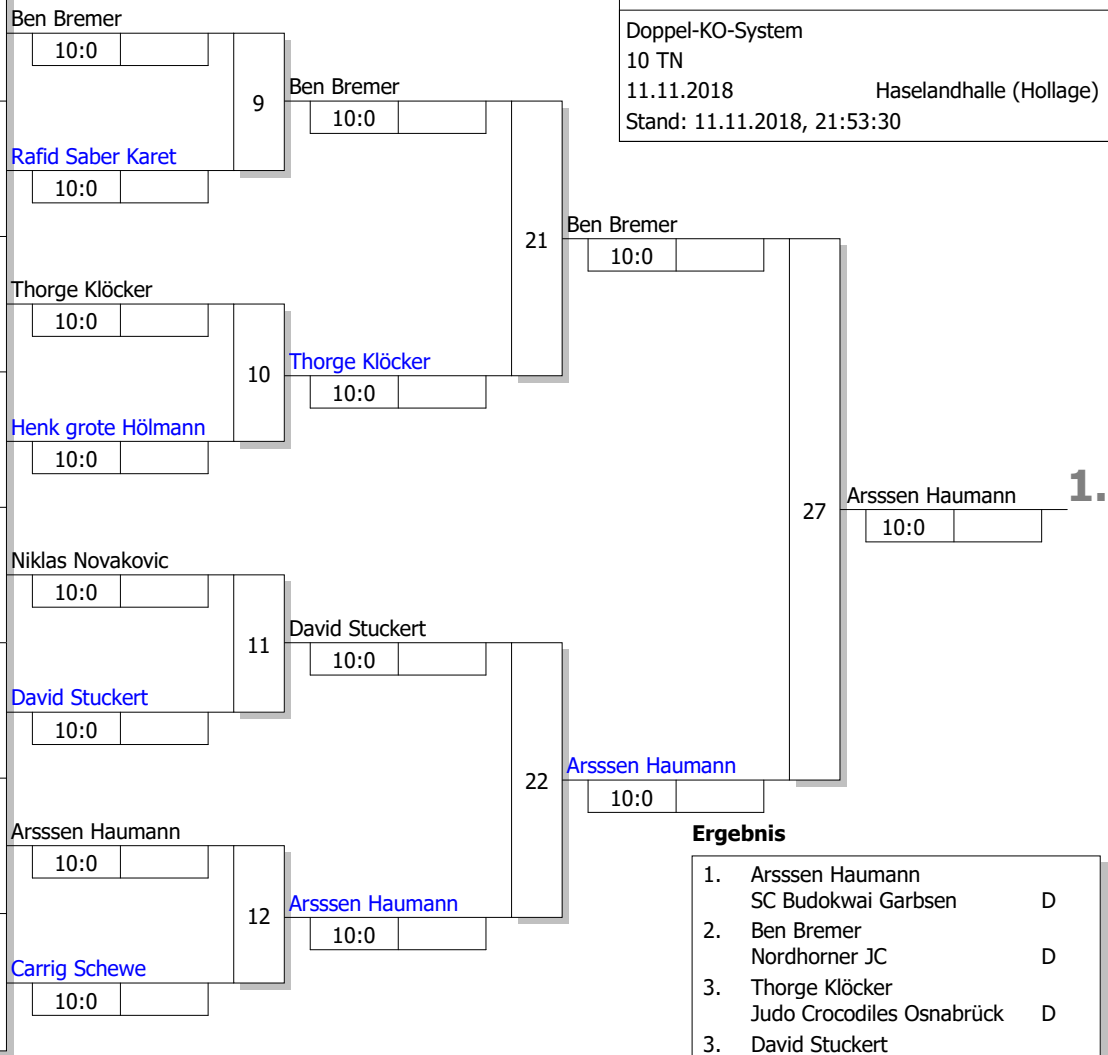 Doppel-KO-System
10 TN
11.11.2018 Haselandhalle (Hollage)
Stand: 11.11.2018, 21:53:30
Ben Bremer
10:0
9
Rafid Saber Karet
10:0
Ben Bremer
10:0
21
Thorge Klöcker
10:0
10
Henk grote Hölmann
10:0
Thorge Klöcker
10:0
Ben Bremer
10:0
27
Arsssen Haumann 1.
10:0
Niklas Novakovic
10:0
11
David Stuckert
10:0
David Stuckert
10:0
22
Arsssen Haumann
10:0
12
Carrig Schewe
10:0
Arsssen Haumann
10:0
Arsssen Haumann
10:0
Ergebnis
1. Arsssen Haumann
SC Budokwai Garbsen D
2. Ben Bremer
Nordhorner JC D
3. Thorge Klöcker
Judo Crocodiles Osnabrück D
3. David Stuckert